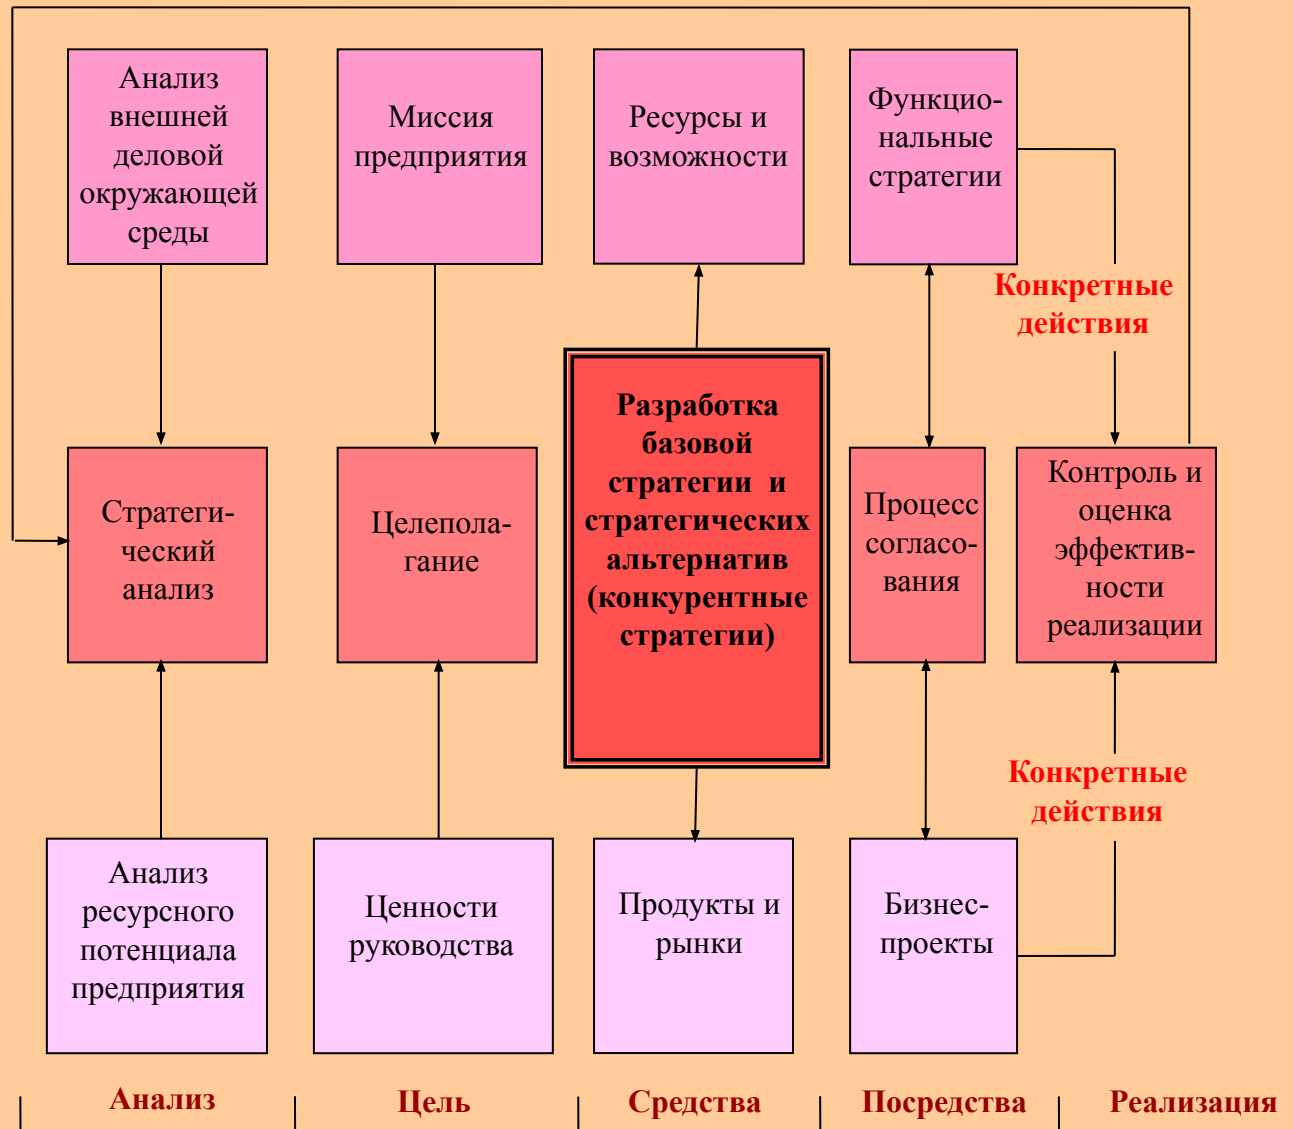 Анализ
внешней
деловой
окружающей
среды
Миссия
предприятия
Ресурсы и
возможности
Функцио-
нальные
стратегии
Конкретные
действия
Стратеги-
ческий
анализ
Целепола-
гание
Разработка
базовой
стратегии и
стратегических
альтернатив
(конкурентные
стратегии)
Процесс
согласо-
вания
Контроль и
оценка
эффектив-
ности
реализации
Конкретные
действия
Анализ
ресурсного
потенциала
предприятия
Ценности
руководства
Продукты и
рынки
Бизнес-
проекты
Анализ
Цель
Средства
Посредства
Реализация